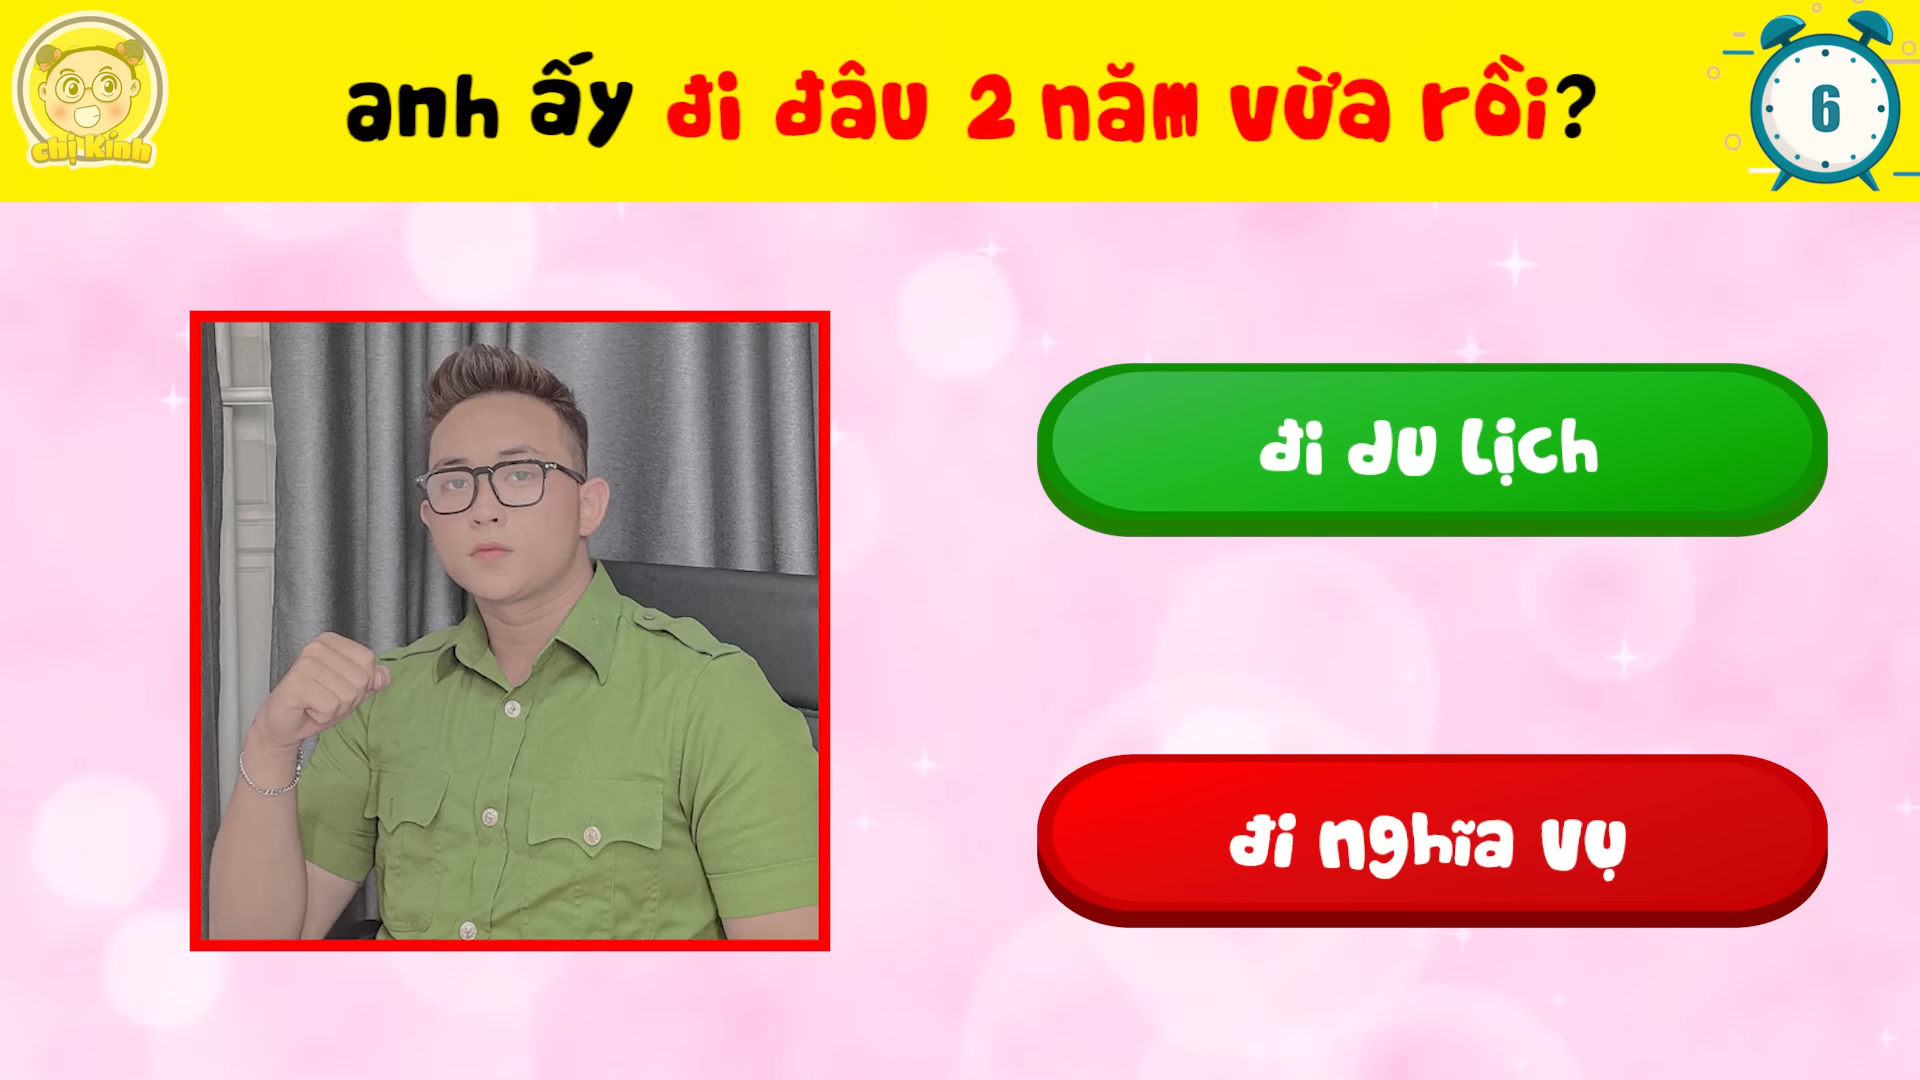 chị Kính
anh ấy đi đâu 2 năm vừa rồi?
6
đi du lịch
đi nghĩa vụ